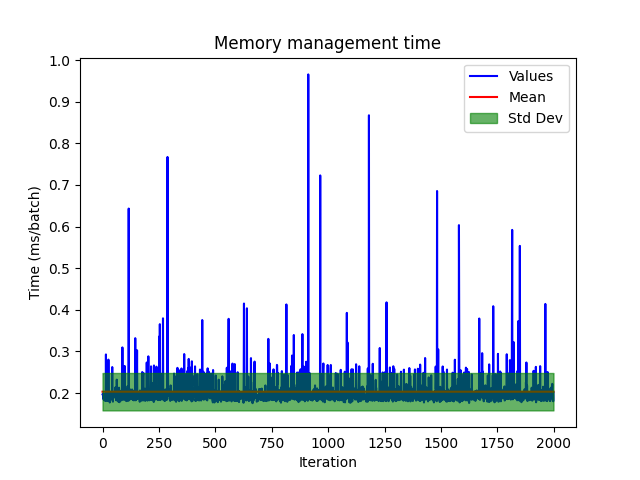 Memory management time
Time (ms/batch)
1.0
0.9
0.8
0.7
0.6
0.5
0.4
0.3
0.2
Values
Mean
Std Dev
0 250 500 750 1000 1250 1500 1750 2000
Iteration